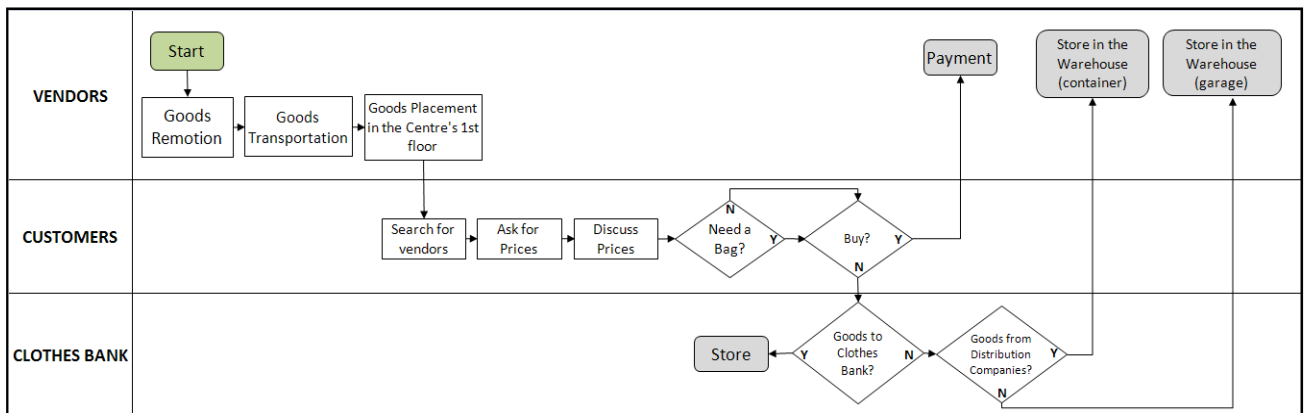 VENDORS
Start
Goods
Remotion
Goods
Transportation
Goods Placement
in the Centre's 1st
floor
Payment
Store in the
Warehouse
(container)
Store in the
Warehouse
(garage)
CUSTOMERS
Search for
vendors
Ask for
Prices
Discuss
Prices
N
Need a
Bag?
Y
Buy?
Y
N
CLOTHES BANK
Store
Y
Goods to
Clothes
Bank?
N
Goods from
Distribution
Companies?
Y
N